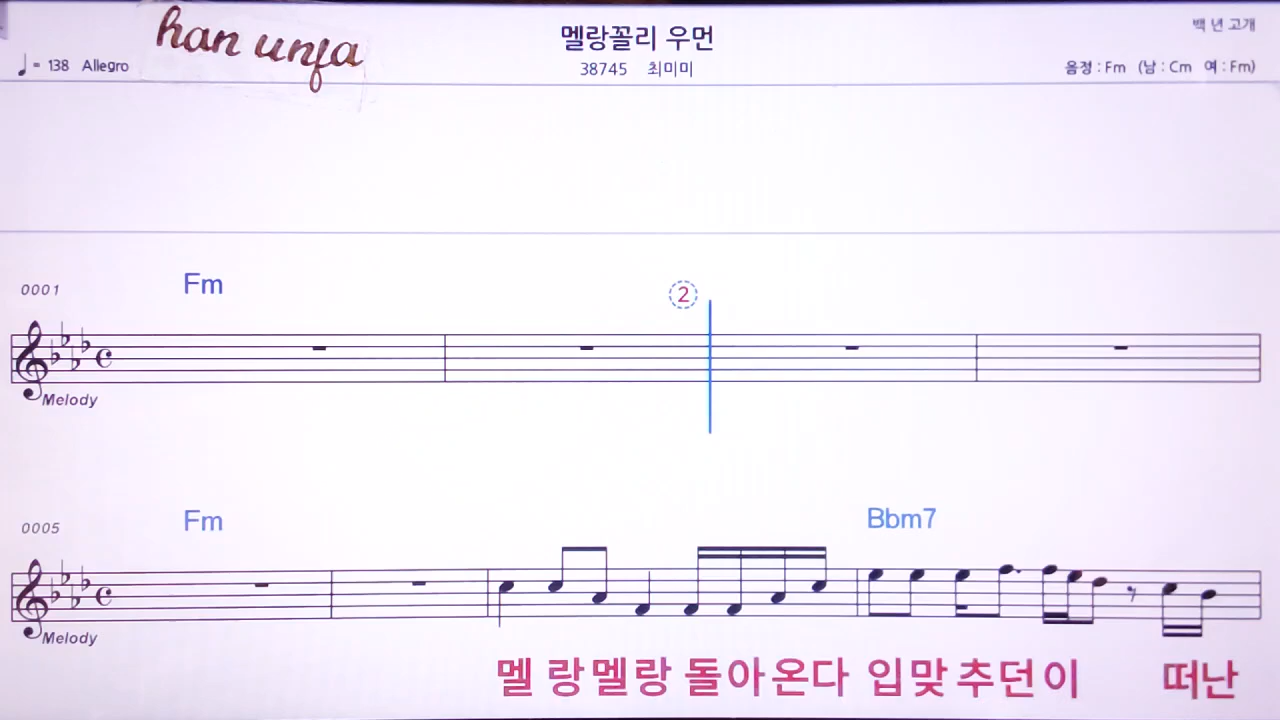 han unfa
멜랑꼴리 우먼
백 년 고개
♩= 138 Allegro
38745 최미미
음정 : Fm (남 : Cm 여 : Fm)
0001 Fm
②
Melody
0005 Fm Bbm7
Melody
멜 랑멜랑 돌아온다 입맞추던이 떠난